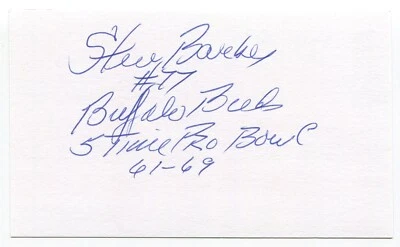 Stew Barber
#77
Buffalo Bills
5 Time Pro Bowl
61-69